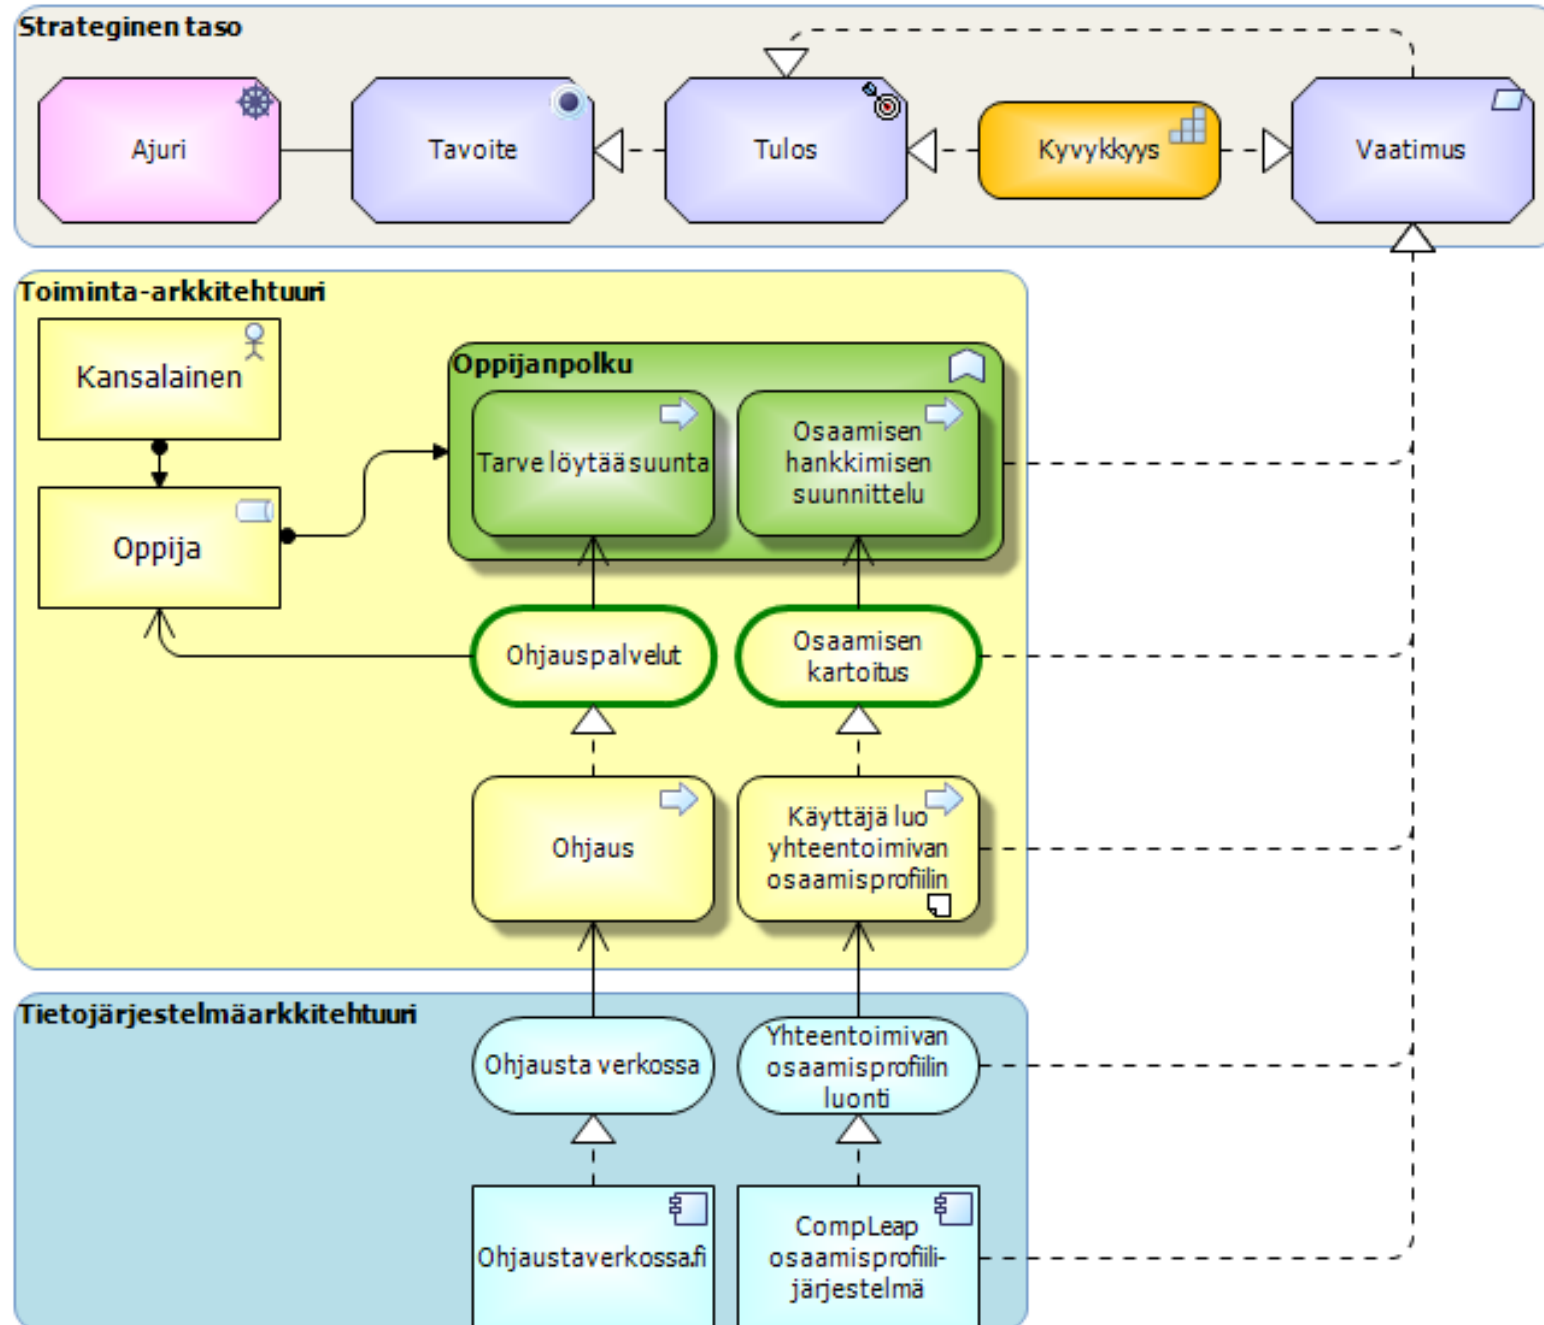 Strateginen taso
Ajuri
Tavoite
Tulos
Kyvykkyys
Vaatimus
Toiminta-arkkitehtuuri
Kansalainen
Oppija
Oppijanpolku
Tarve löytää suunta
Osaamisen
hankkimisen
suunnittelu
Ohjauspalvelut
Osaamisen
kartoitus
Ohjaus
Käyttäjä luo
yhteentoimivan
osaamisprofiilin
Tietojärjestelmäarkkitehtuuri
Ohjausta verkossa
Yhteentoimivan
osaamisprofiilin
luonti
Ohjaustaverkossa.fi
CompLeap
osaamisprofiili-
järjestelmä